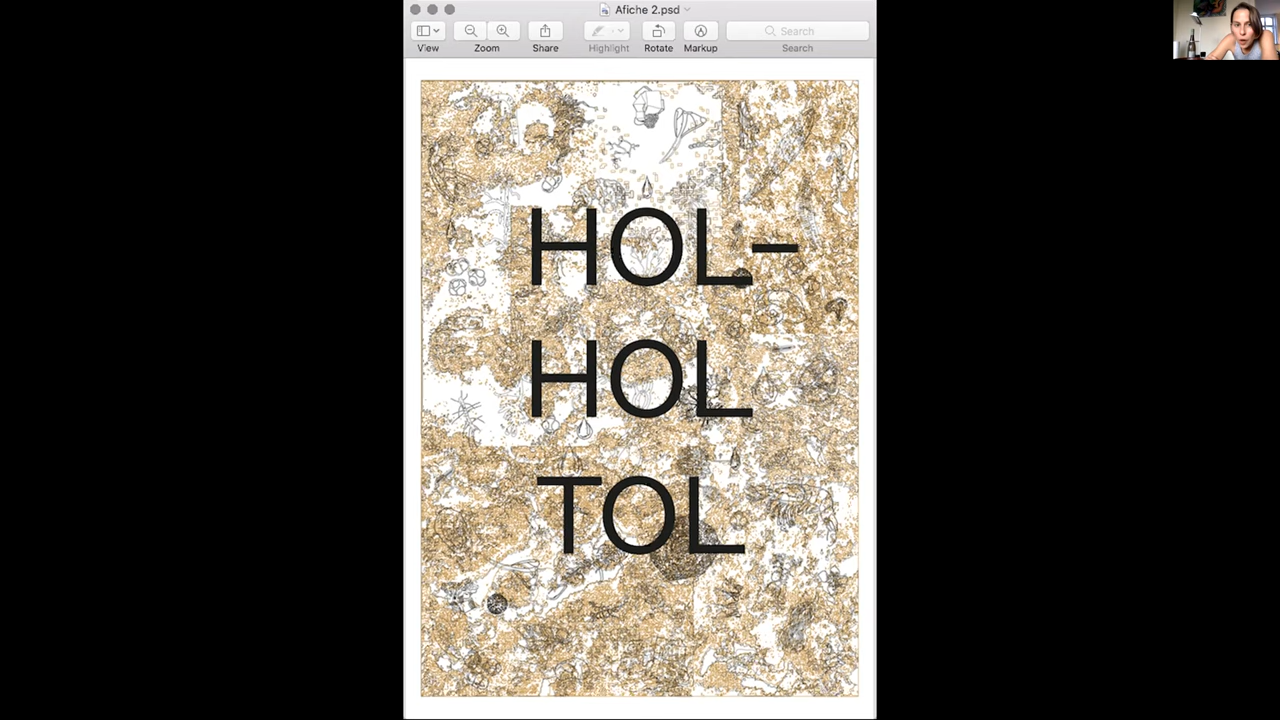 Afiche 2.psd
View
Zoom
Share
Highlight
Rotate
Markup
Search
Search
HOL-
HOL
TOL